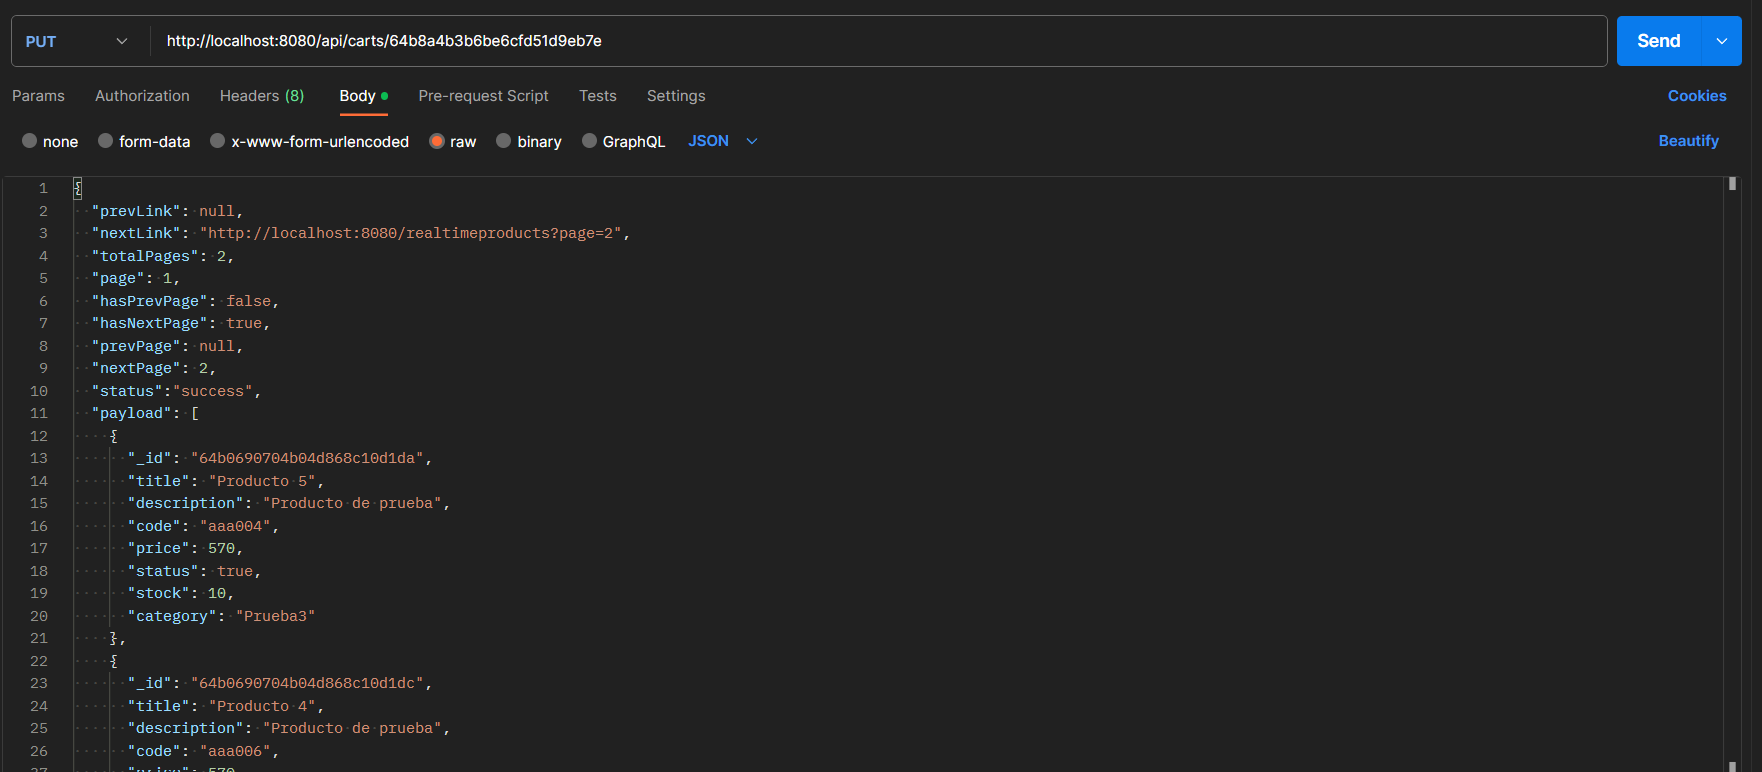 PUT http://localhost:8080/api/carts/64b8a4b3b6be6cfd51d9eb7e Send
Params Authorization Headers (8) Body Pre-request Script Tests Settings Cookies
none form-data x-www-form-urlencoded raw binary GraphQL JSON Beautify
1 {
2 "prevLink": null,
3 "nextLink": "http://localhost:8080/realtimeproducts?page=2",
4 "totalPages": 2,
5 "page": 1,
6 "hasPrevPage": false,
7 "hasNextPage": true,
8 "prevPage": null,
9 "nextPage": 2,
10 "status":"success",
11 "payload": [
12 {
13 "_id": "64b0690704b04d868c10d1da",
14 "title": "Producto 5",
15 "description": "Producto de prueba",
16 "code": "aaa004",
17 "price": 570,
18 "status": true,
19 "stock": 10,
20 "category": "Prueba3"
21 },
22 {
23 "_id": "64b0690704b04d868c10d1dc",
24 "title": "Producto 4",
25 "description": "Producto de prueba",
26 "code": "aaa006",
27 "price": 570